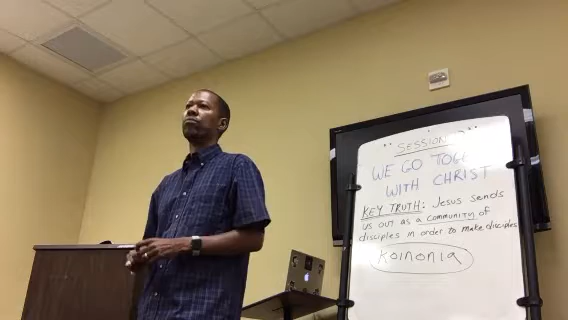 "SESSION
WE GO TOGE
WITH CHRIST
KEY TRUTH: Jesus sends
us out as a community of
disciples in order to make disciples
Koinonia